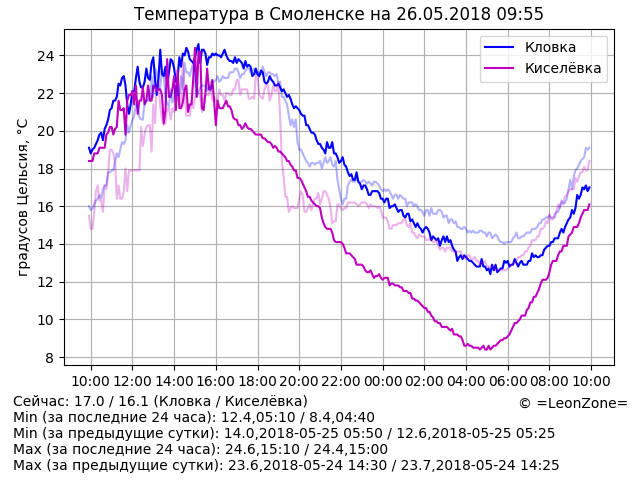 Температура в Смоленске на 26.05.2018 09:55
Кловка
Киселёвка
градусов Цельсия, °C
24
22
20
18
16
14
12
10
8
10:00 12:00 14:00 16:00 18:00 20:00 22:00 00:00 02:00 04:00 06:00 08:00 10:00
Сейчас: 17.0 / 16.1 (Кловка / Киселёвка)
© =LeonZone=
Min (за последние 24 часа): 12.4,05:10 / 8.4,04:40
Min (за предыдущие сутки): 14.0,2018-05-25 05:50 / 12.6,2018-05-25 05:25
Max (за последние 24 часа): 24.6,15:10 / 24.4,15:00
Max (за предыдущие сутки): 23.6,2018-05-24 14:30 / 23.7,2018-05-24 14:25